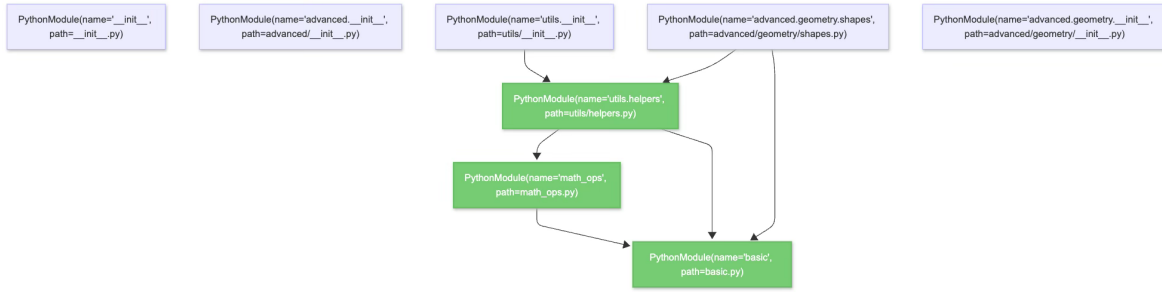 PythonModule(name='__init__',
path=__init__.py)
PythonModule(name='advanced.__init__',
path=advanced/__init__.py)
PythonModule(name='utils.__init__',
path=utils/__init__.py)
PythonModule(name='advanced.geometry.shapes',
path=advanced/geometry/shapes.py)
PythonModule(name='advanced.geometry.__init__',
path=advanced/geometry/__init__.py)
PythonModule(name='utils.helpers',
path=utils/helpers.py)
PythonModule(name='math_ops',
path=math_ops.py)
PythonModule(name='basic',
path=basic.py)